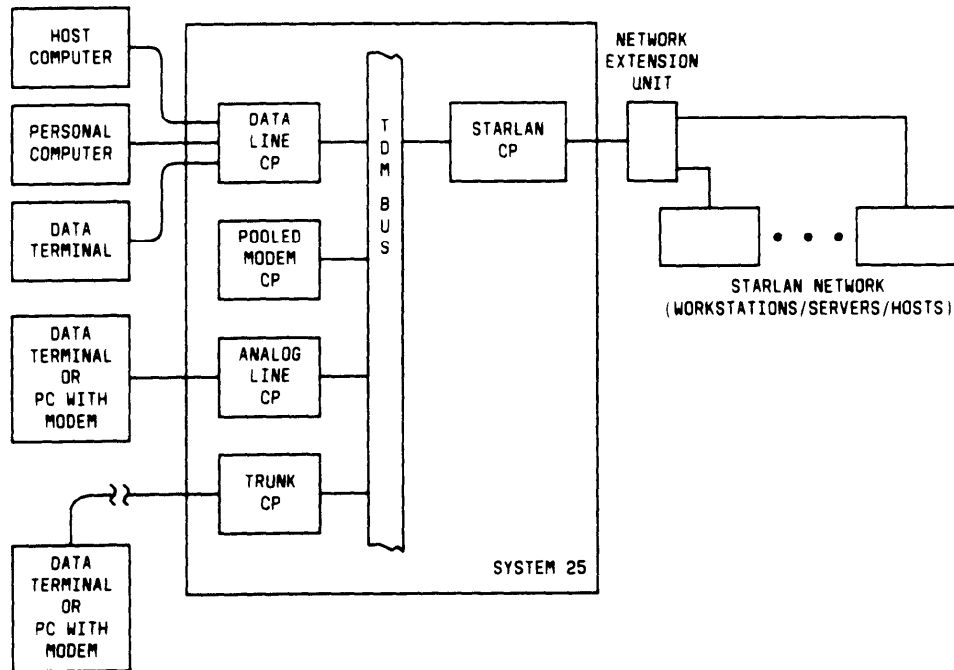 HOST
COMPUTER
PERSONAL
COMPUTER
DATA
TERMINAL
DATA
TERMINAL
OR
PC WITH
MODEM
DATA
TERMINAL
OR
PC WITH
MODEM
DATA
LINE
CP
POOLED
MODEM
CP
ANALOG
LINE
CP
TRUNK
CP
TDM BUS
STARLAN
CP
SYSTEM 25
NETWORK
EXTENSION
UNIT
STARLAN NETWORK
(WORKSTATIONS/SERVERS/HOSTS)